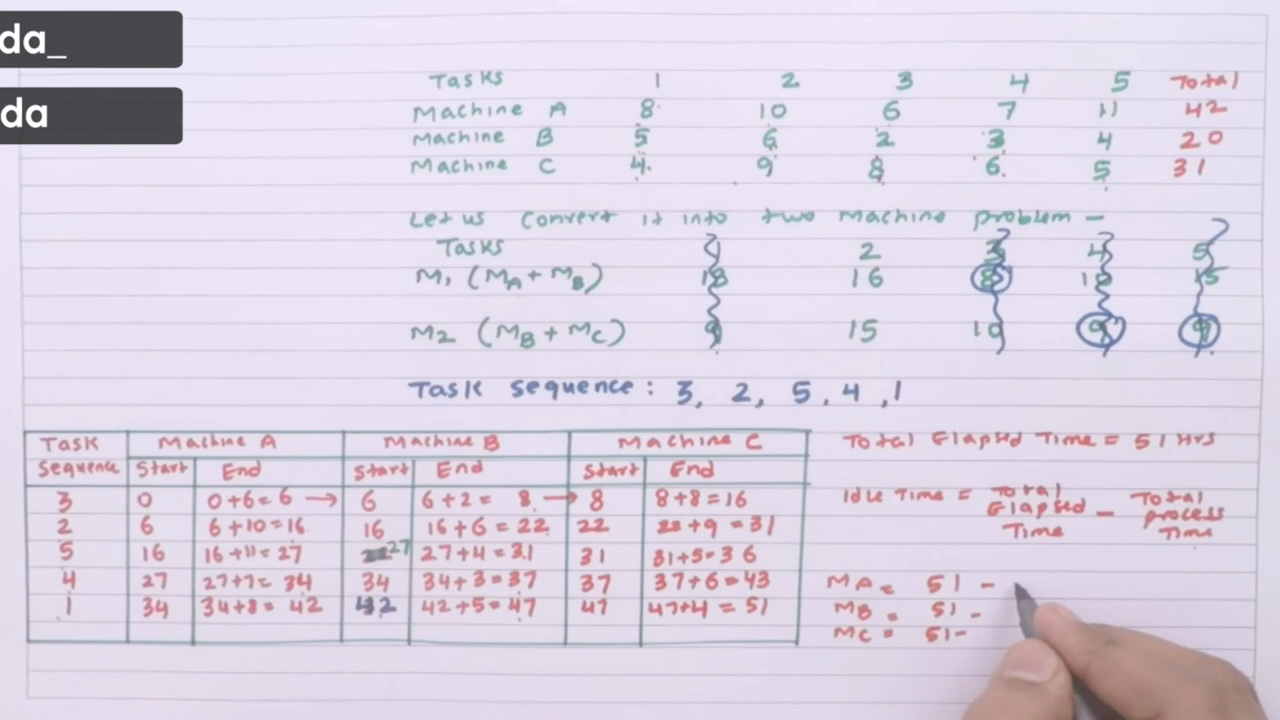 da_
da
Tasks 1 2 3 4 5 Total
Machine A 8 10 6 7 11 42
Machine B 5 6 2 3 4 20
Machine C 4 9 8 6 5 31
Let us convert it into two machine problem -
Tasks 1 2 3 4 5
M1 (MA + MB) 16 8 15
M2 (MB + MC) 9 15 10 9 9
Task sequence: 3, 2, 5, 4, 1
Task Sequence Machine A Machine B Machine C
Start End Start End Start End
3 0 0+6=6 → 6 6+2= 8 → 8 8+8=16
2 6 6+10=16 16 16+6=22 22 22+9=31
5 16 16+11=27 27 27+4=31 31 31+5=36
4 27 27+7=34 34 34+3=37 37 37+6=43
1 34 34+8=42 42 42+5=47 47 47+4=51
Total Elapsed Time = 51 Hrs
Idle Time = Total Elapsed Time - Total process Time
MA = 51 -
MB = 51 -
MC = 51-